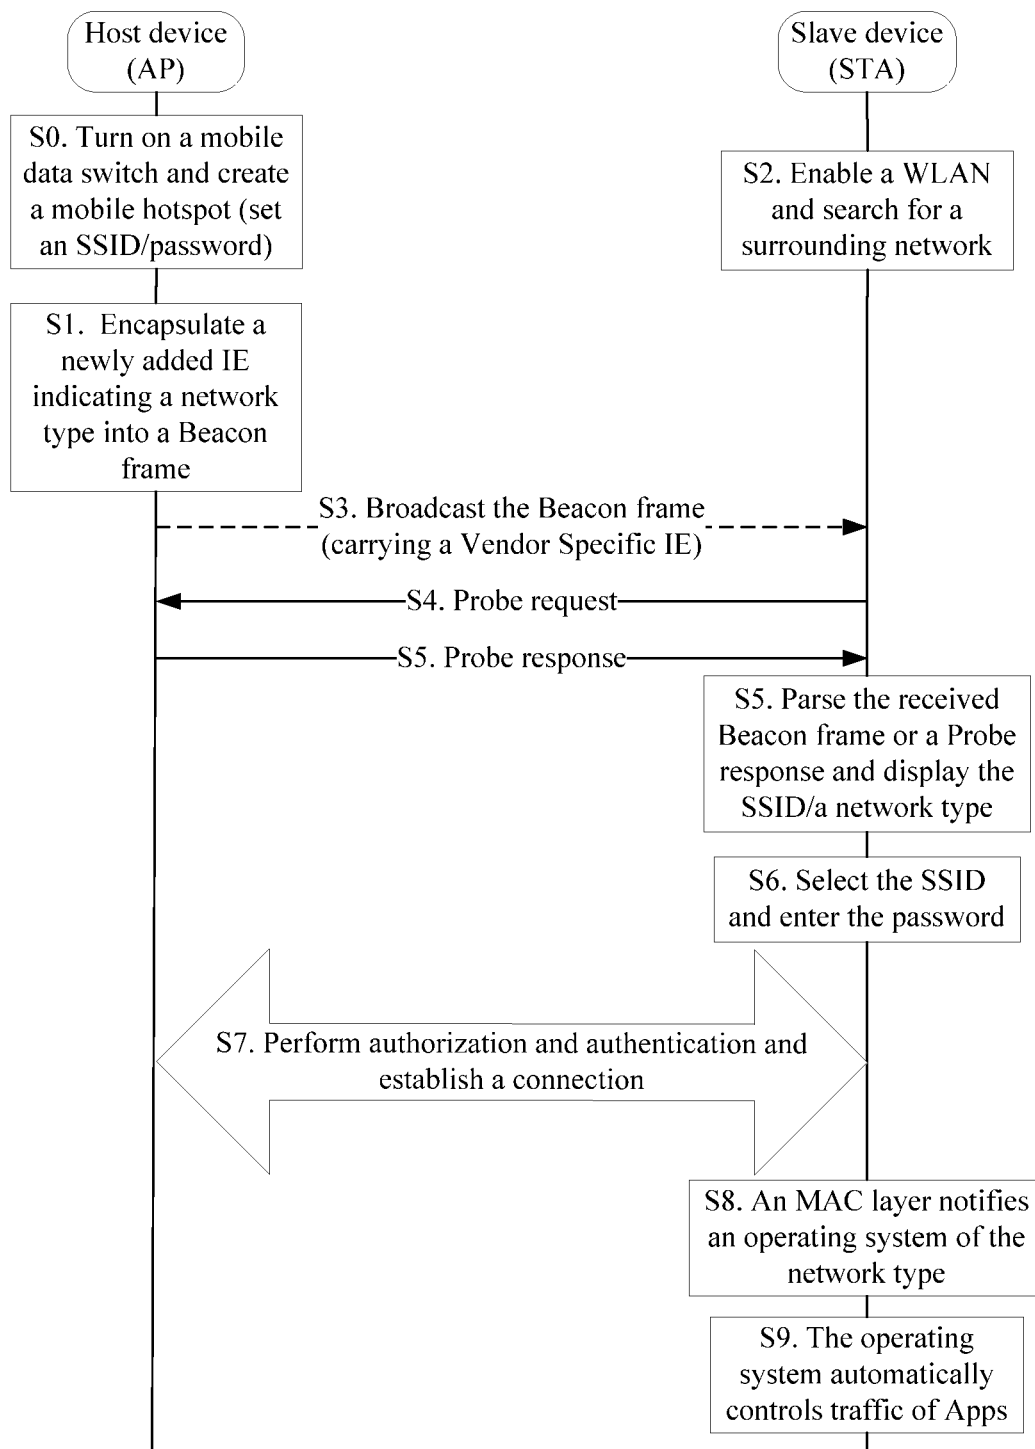 Host device
(AP)
Slave device
(STA)
S0. Turn on a mobile
data switch and create
a mobile hotspot (set
an SSID/password)
S2. Enable a WLAN
and search for a
surrounding network
S1.  Encapsulate a
newly added IE
indicating a network
type into a Beacon
frame
S3. Broadcast the Beacon frame
(carrying a Vendor Specific IE)
S4. Probe request
S5. Probe response
S5. Parse the received
Beacon frame or a Probe
response and display the
SSID/a network type
S6. Select the SSID
and enter the password
S7. Perform authorization and authentication and
establish a connection
S8. An MAC layer notifies
an operating system of the
network type
S9. The operating
system automatically
controls traffic of Apps